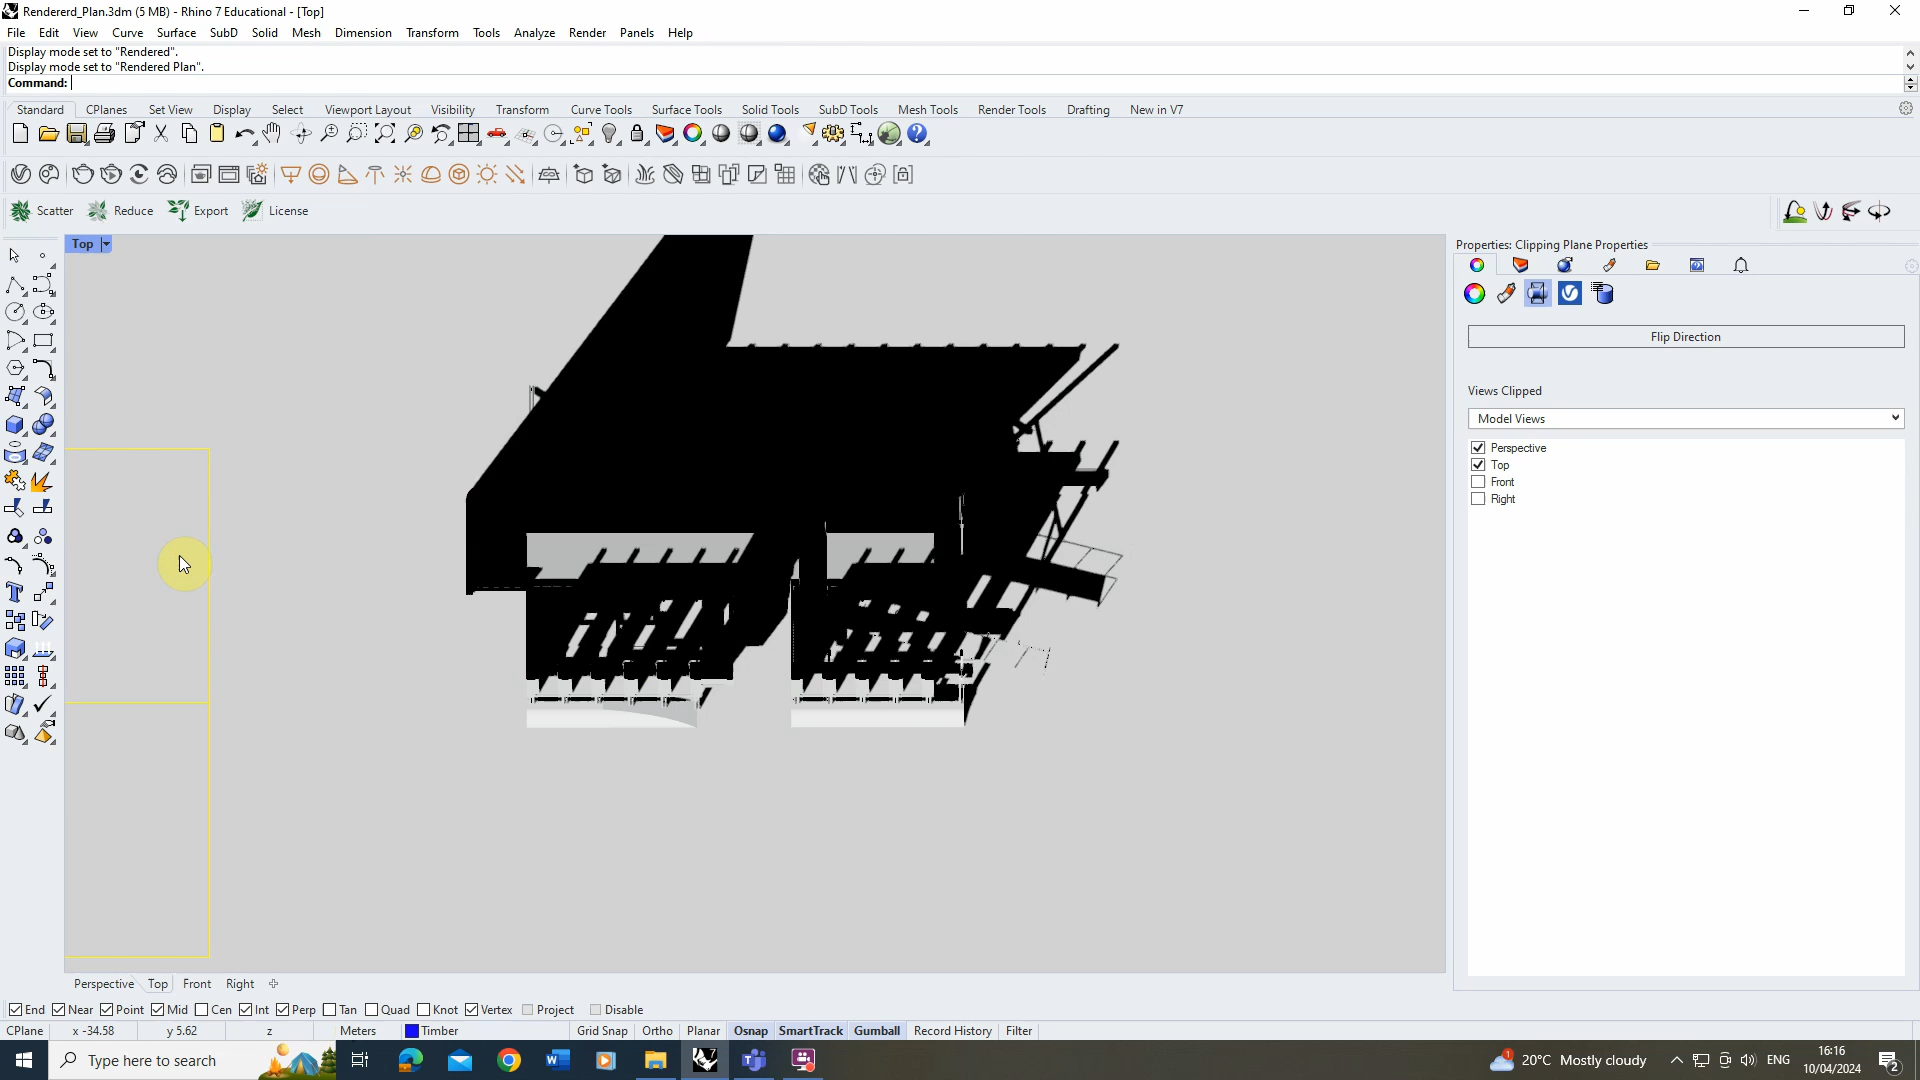 Rendererd_Plan.3dm (5 MB) - Rhino 7 Educational - [Top]
File Edit View Curve Surface SubD Solid Mesh Dimension Transform Tools Analyze Render Panels Help
Display mode set to "Rendered".
Display mode set to "Rendered Plan".
Command:
Standard CPlanes Set View Display Select Viewport Layout Visibility Transform Curve Tools Surface Tools Solid Tools SubD Tools Mesh Tools Render Tools Drafting New in V7
Scatter Reduce Export License
Top
Properties: Clipping Plane Properties
Flip Direction
Views Clipped
Model Views
Perspective
Top
Front
Right
Perspective Top Front Right
End Near Point Mid Cen Int Perp Tan Quad Knot Vertex Project Disable
CPlane x -34.58 y 5.62 z Meters Timber Grid Snap Ortho Planar Osnap SmartTrack Gumball Record History Filter
Type here to search
20°C Mostly cloudy
ENG
16:16
10/04/2024